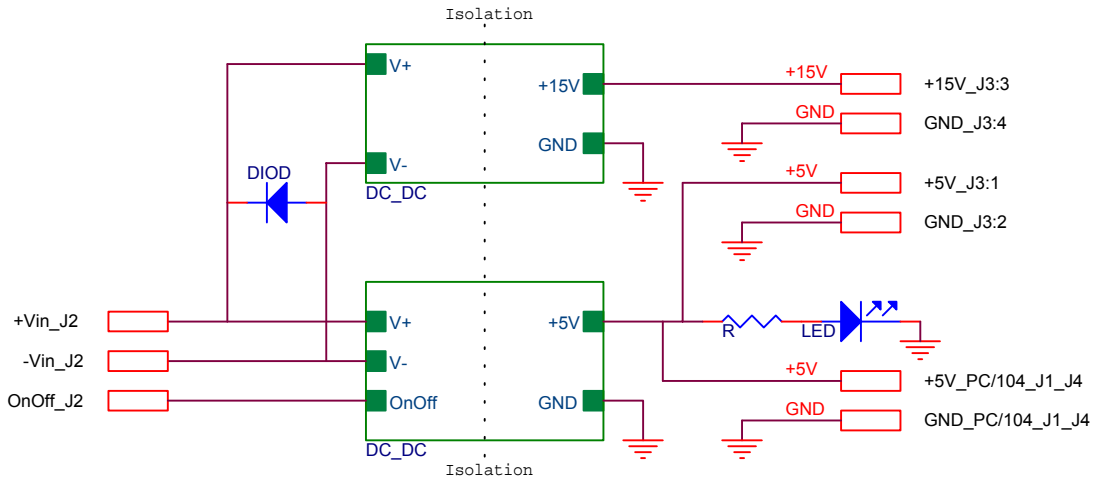 Isolation
V+
+15V
+15V
+15V_J3:3
GND
GND_J3:4
GND
V-
DIOD
DC_DC
+5V
+5V_J3:1
GND
GND_J3:2
+Vin_J2
V+
+5V
R
LED
-Vin_J2
V-
+5V
+5V_PC/104_J1_J4
OnOff_J2
OnOff
GND
GND
GND_PC/104_J1_J4
DC_DC
Isolation